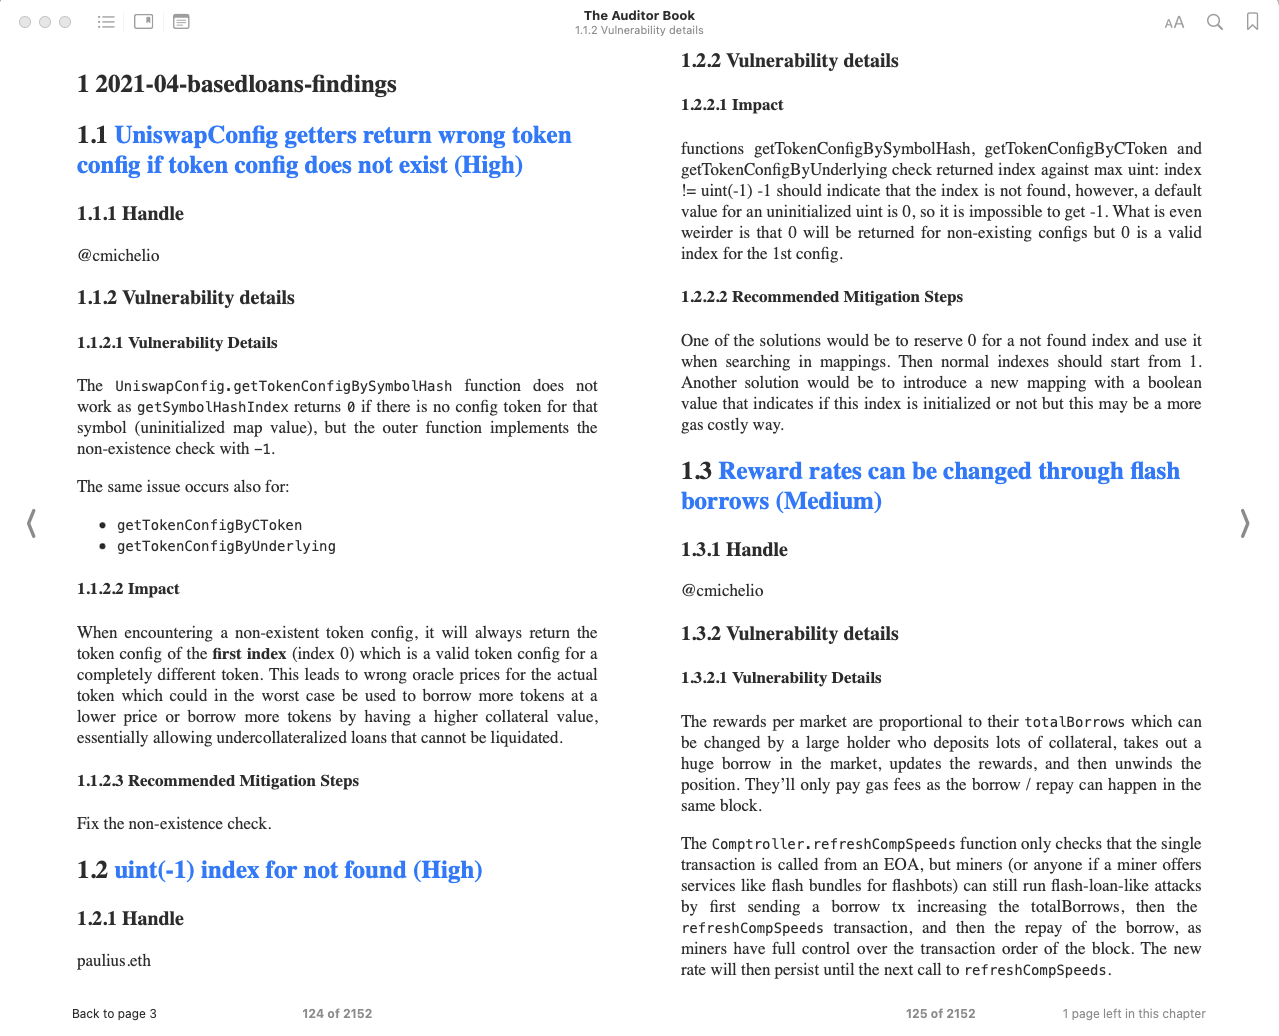 The Auditor Book
1.1.2 Vulnerability details
AA
1 2021-04-basedloans-findings
1.1 UniswapConfig getters return wrong token
config if token config does not exist (High)
1.1.1 Handle
@cmichelio
1.1.2 Vulnerability details
1.1.2.1 Vulnerability Details
The UniswapConfig.getTokenConfigBySymbolHash function does not
work as getSymbolHashIndex returns 0 if there is no config token for that
symbol (uninitialized map value), but the outer function implements the
non-existence check with -1.
The same issue occurs also for:
• getTokenConfigByCToken
• getTokenConfigByUnderlying
1.1.2.2 Impact
When encountering a non-existent token config, it will always return the
token config of the first index (index 0) which is a valid token config for a
completely different token. This leads to wrong oracle prices for the actual
token which could in the worst case be used to borrow more tokens at a
lower price or borrow more tokens by having a higher collateral value,
essentially allowing undercollateralized loans that cannot be liquidated.
1.1.2.3 Recommended Mitigation Steps
Fix the non-existence check.
1.2 uint(-1) index for not found (High)
1.2.1 Handle
paulius.eth
1.2.2 Vulnerability details
1.2.2.1 Impact
functions getTokenConfigBySymbolHash, getTokenConfigByCToken and
getTokenConfigByUnderlying check returned index against max uint: index
!= uint(-1) -1 should indicate that the index is not found, however, a default
value for an uninitialized uint is 0, so it is impossible to get -1. What is even
weirder is that 0 will be returned for non-existing configs but 0 is a valid
index for the 1st config.
1.2.2.2 Recommended Mitigation Steps
One of the solutions would be to reserve 0 for a not found index and use it
when searching in mappings. Then normal indexes should start from 1.
Another solution would be to introduce a new mapping with a boolean
value that indicates if this index is initialized or not but this may be a more
gas costly way.
1.3 Reward rates can be changed through flash
borrows (Medium)
1.3.1 Handle
@cmichelio
1.3.2 Vulnerability details
1.3.2.1 Vulnerability Details
The rewards per market are proportional to their totalBorrows which can
be changed by a large holder who deposits lots of collateral, takes out a
huge borrow in the market, updates the rewards, and then unwinds the
position. They'll only pay gas fees as the borrow / repay can happen in the
same block.
The Comptroller.refreshCompSpeeds function only checks that the single
transaction is called from an EOA, but miners (or anyone if a miner offers
services like flash bundles for flashbots) can still run flash-loan-like attacks
by first sending a borrow tx increasing the totalBorrows, then the
refreshCompSpeeds transaction, and then the repay of the borrow, as
miners have full control over the transaction order of the block. The new
rate will then persist until the next call to refreshCompSpeeds.
Back to page 3
124 of 2152
125 of 2152
1 page left in this chapter